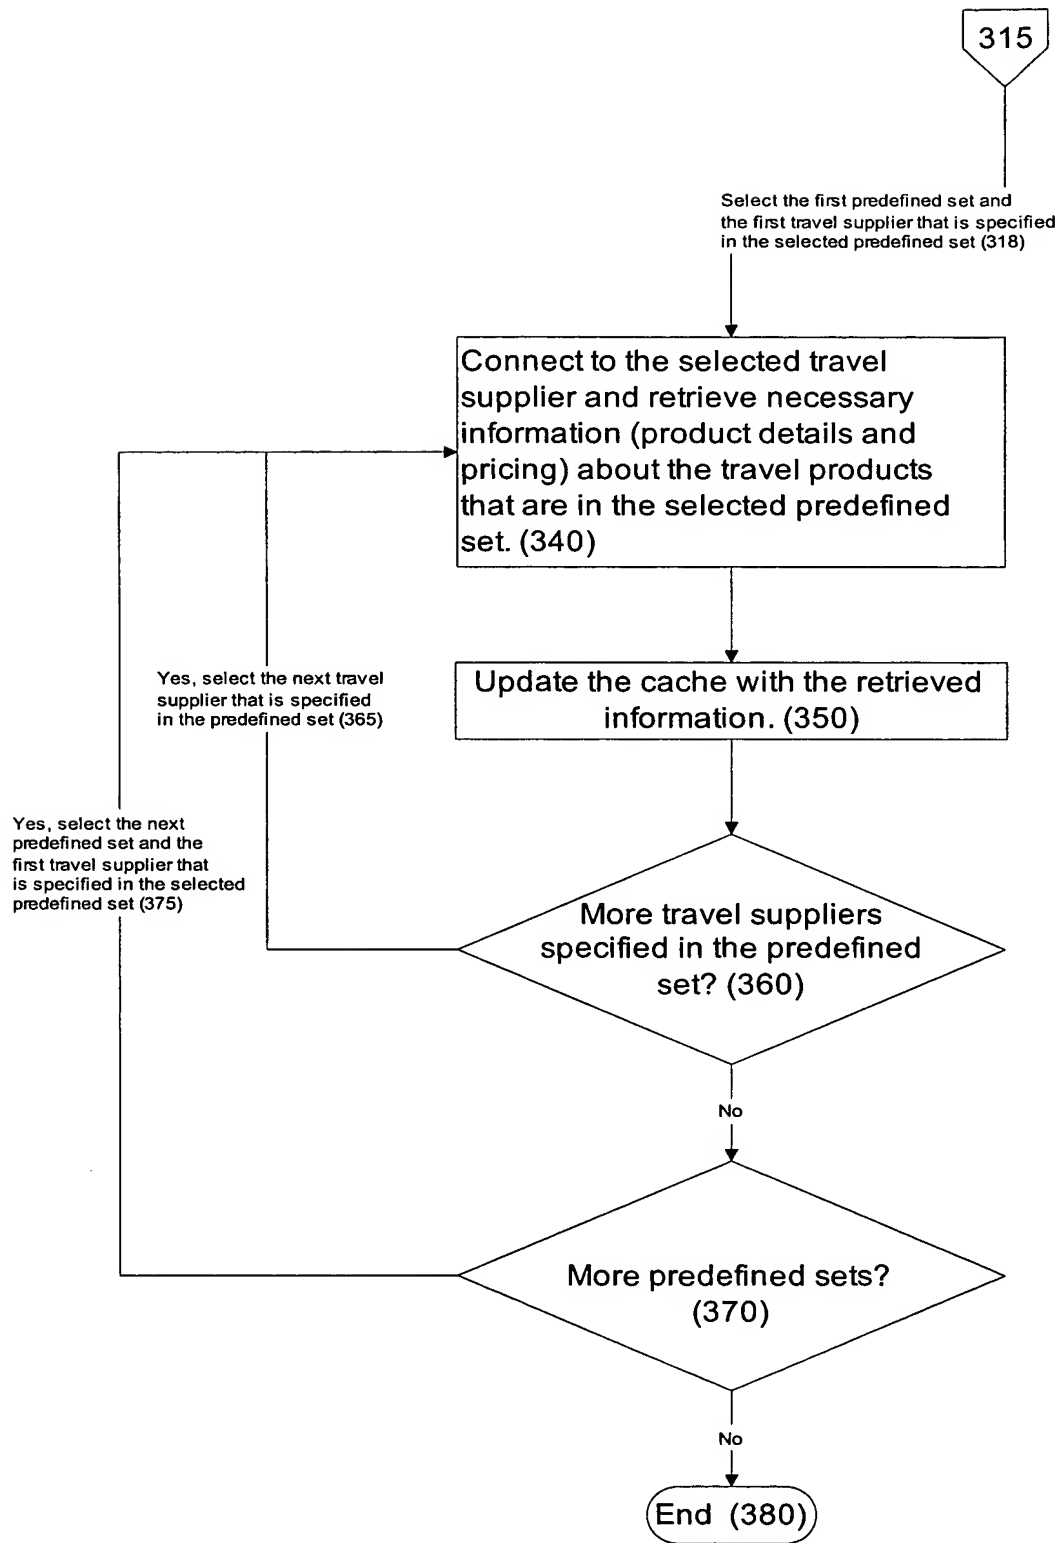 315
Select the first predefined set and
the first travel supplier that is specified
in the selected predefined set (318)
Connect to the selected travel
supplier and retrieve necessary
information (product details and
pricing) about the travel products
that are in the selected predefined
set. (340)
Yes, select the next travel
supplier that is specified
in the predefined set (365)
Update the cache with the retrieved
information. (350)
Yes, select the next
predefined set and the
first travel supplier that
is specified in the selected
predefined set (375)
More travel suppliers
specified in the predefined
set? (360)
No
More predefined sets?
(370)
No
End (380)